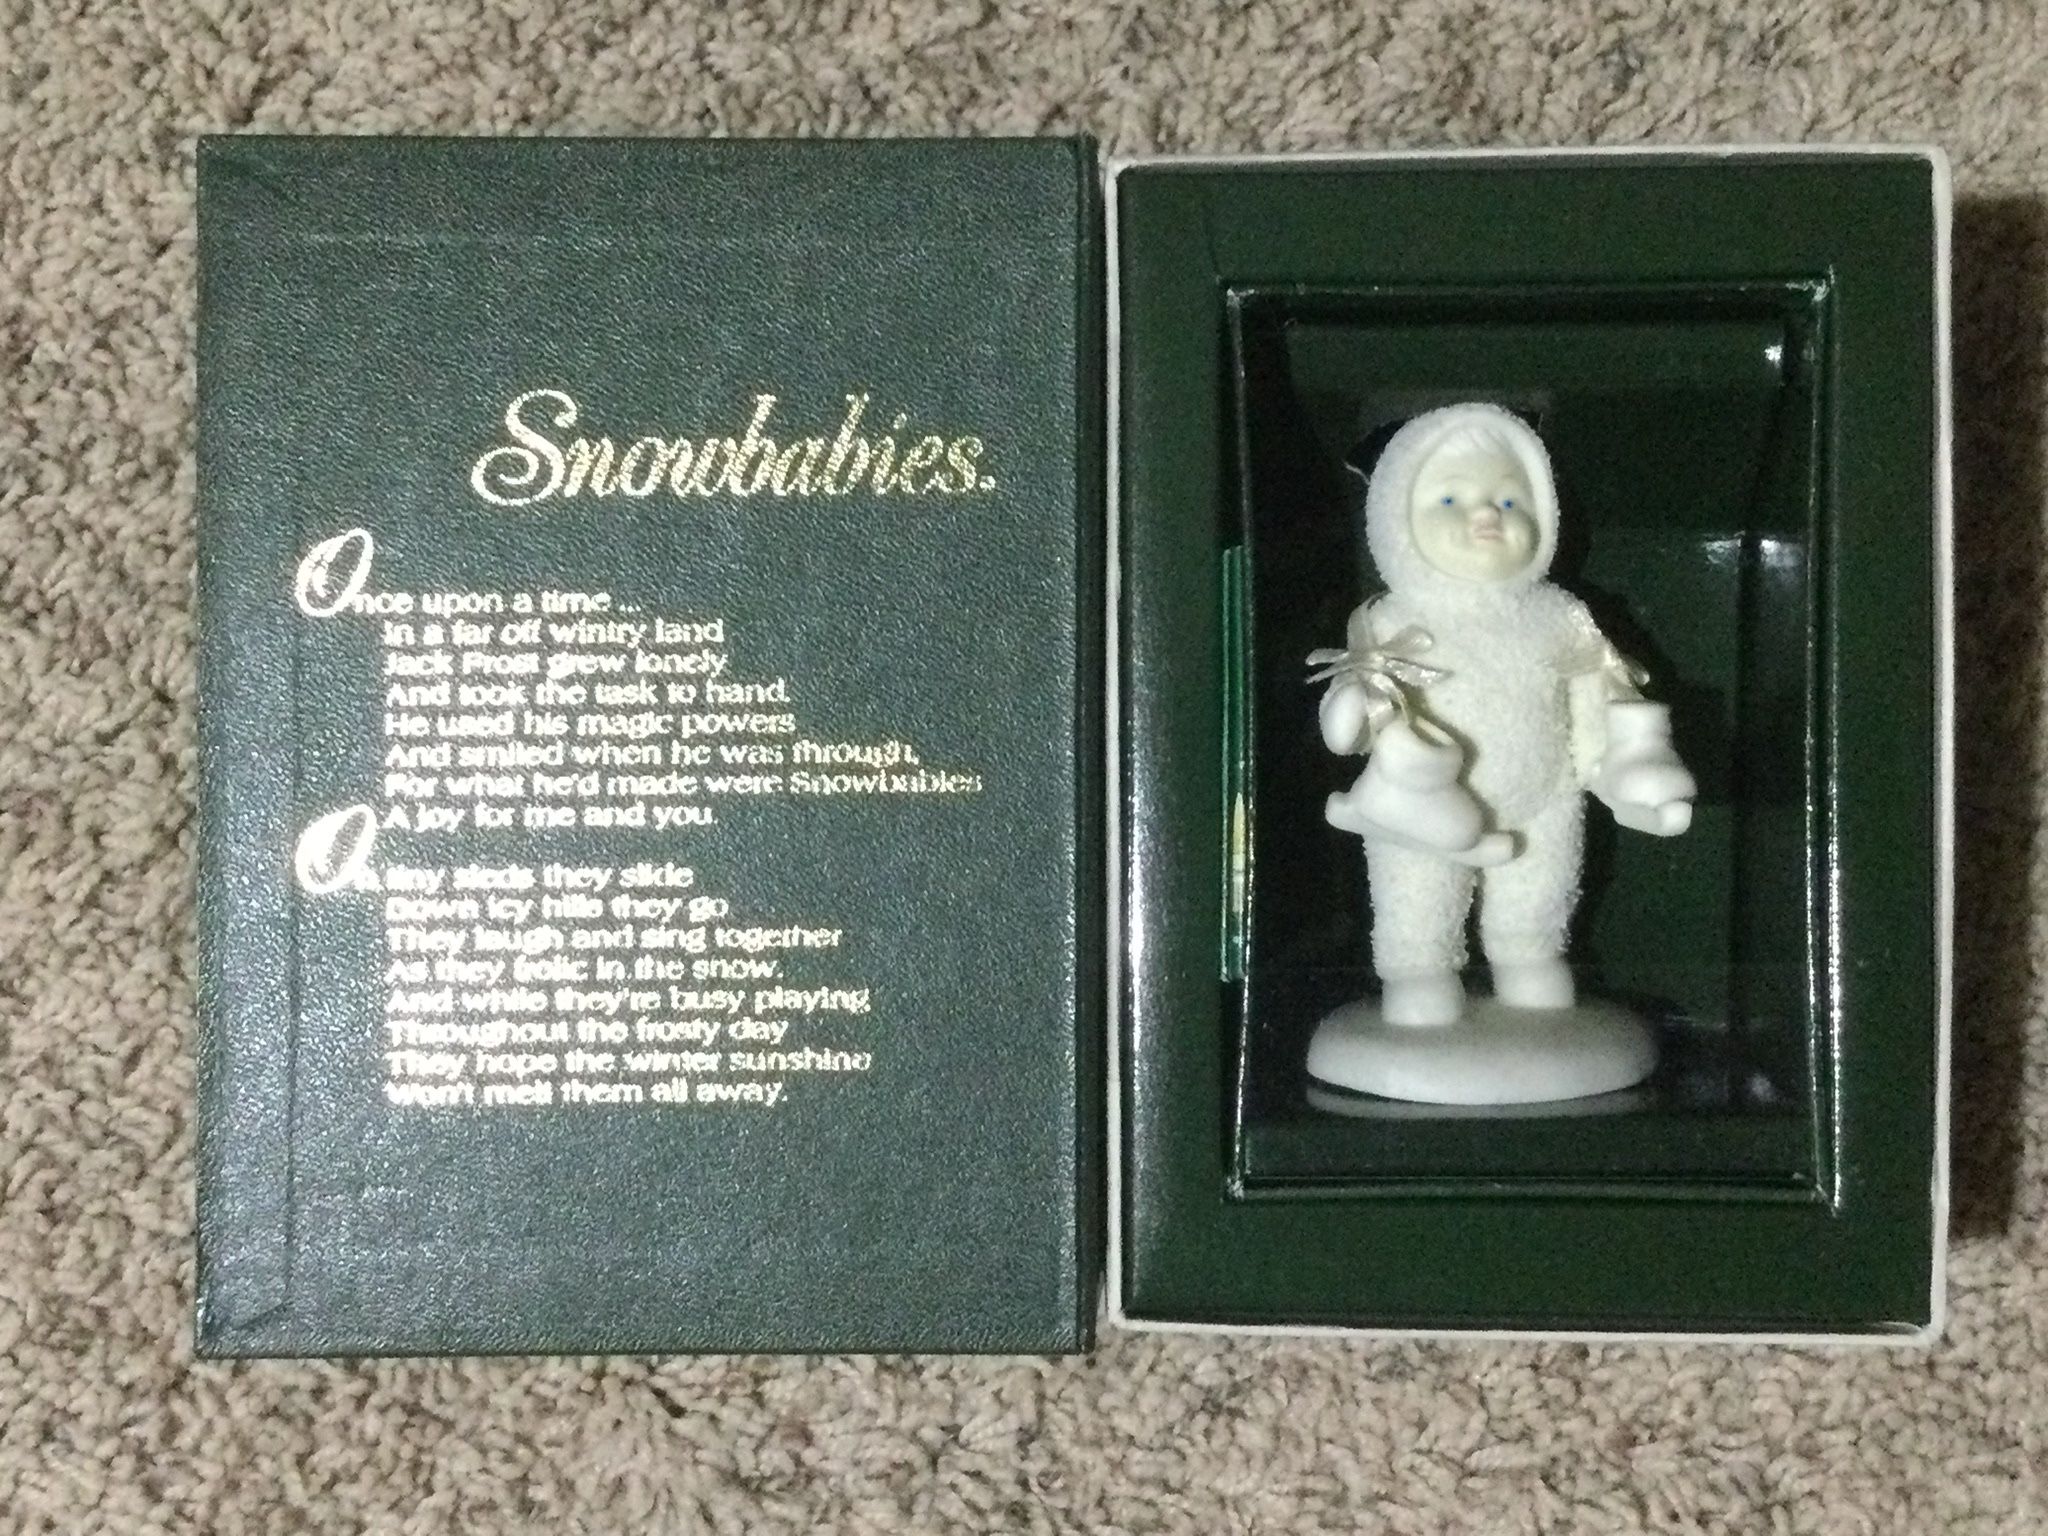 Snowbabies.
Once upon a time ...
In a far off wintry land
Jack Frost grew lonely
And took the task to hand.
He used his magic powers
And smiled when he was through,
For what he'd made were Snowbabies
A joy for me and you.
On tiny sleds they slide
Down icy hills they go
They laugh and sing together
As they frolic in the snow.
And while they're busy playing
Throughout the frosty day
They hope the winter sunshine
Won't melt them all away.